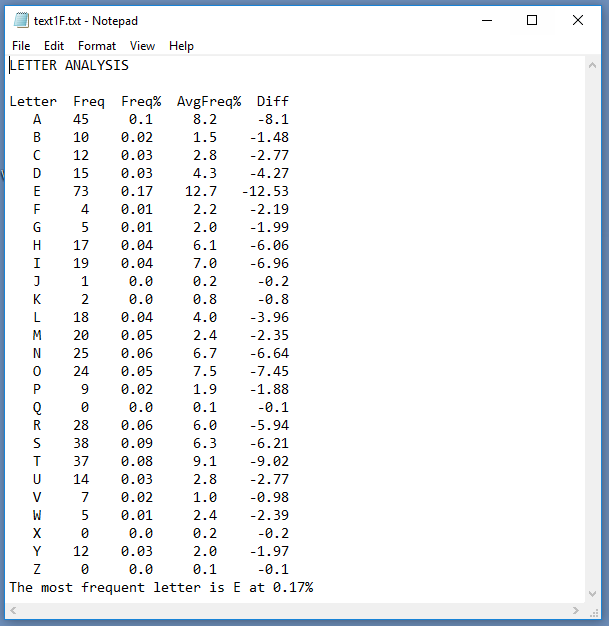 text1F.txt - Notepad
File Edit Format View Help
LETTER ANALYSIS
Letter  Freq  Freq%  AvgFreq%  Diff
A    45     0.1     8.2     -8.1
B    10    0.02     1.5    -1.48
C    12    0.03     2.8    -2.77
D    15    0.03     4.3    -4.27
E    73    0.17    12.7   -12.53
F     4    0.01     2.2    -2.19
G     5    0.01     2.0    -1.99
H    17    0.04     6.1    -6.06
I    19    0.04     7.0    -6.96
J     1     0.0     0.2     -0.2
K     2     0.0     0.8     -0.8
L    18    0.04     4.0    -3.96
M    20    0.05     2.4    -2.35
N    25    0.06     6.7    -6.64
O    24    0.05     7.5    -7.45
P     9    0.02     1.9    -1.88
Q     0     0.0     0.1     -0.1
R    28    0.06     6.0    -5.94
S    38    0.09     6.3    -6.21
T    37    0.08     9.1    -9.02
U    14    0.03     2.8    -2.77
V     7    0.02     1.0    -0.98
W     5    0.01     2.4    -2.39
X     0     0.0     0.2     -0.2
Y    12    0.03     2.0    -1.97
Z     0     0.0     0.1     -0.1
The most frequent letter is E at 0.17%